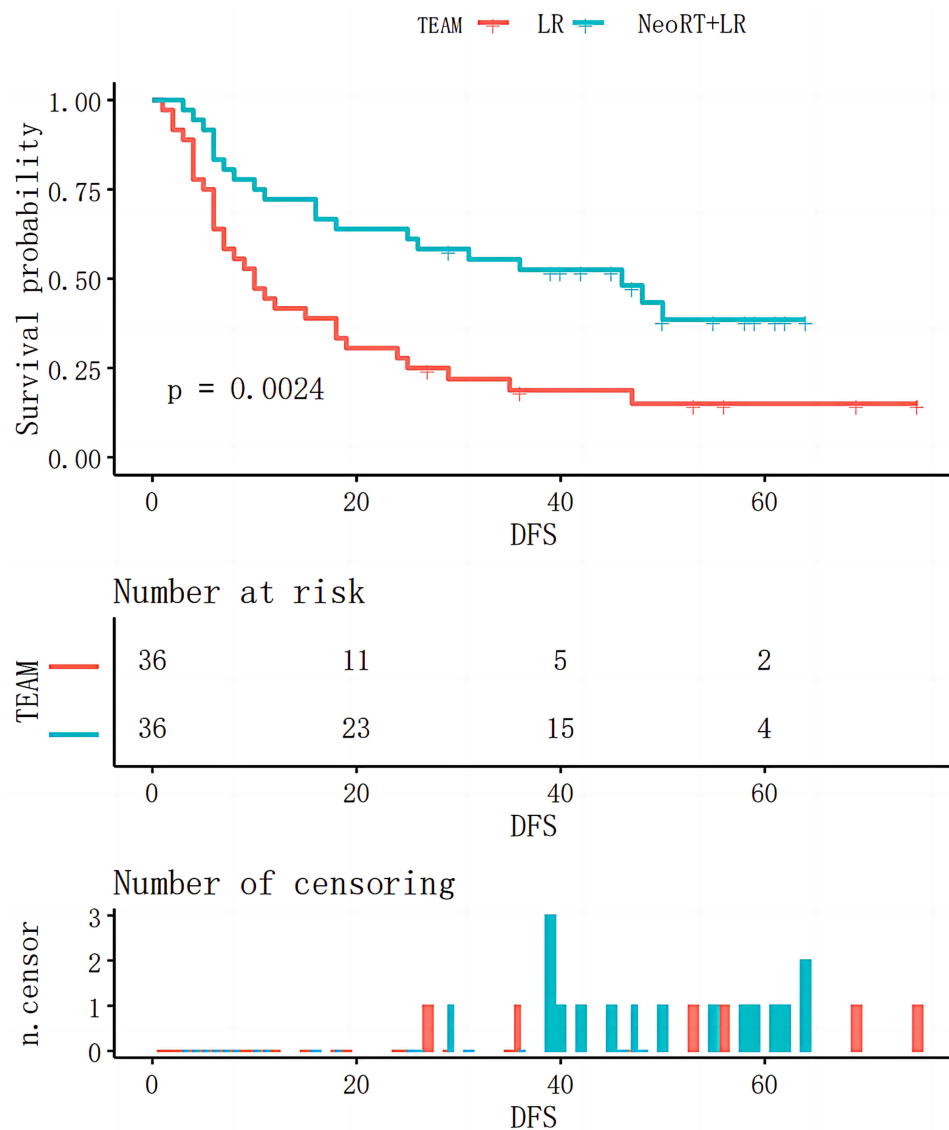 TEAM LR NeoRT+LR
Survival probability
1.00
0.75
0.50
0.25
0.00
p = 0.0024
0 20 40 60
DFS
Number at risk
TEAM
36 11 5 2
36 23 15 4
0 20 40 60
DFS
Number of censoring
n.censor
3
2
1
0
0 20 40 60
DFS